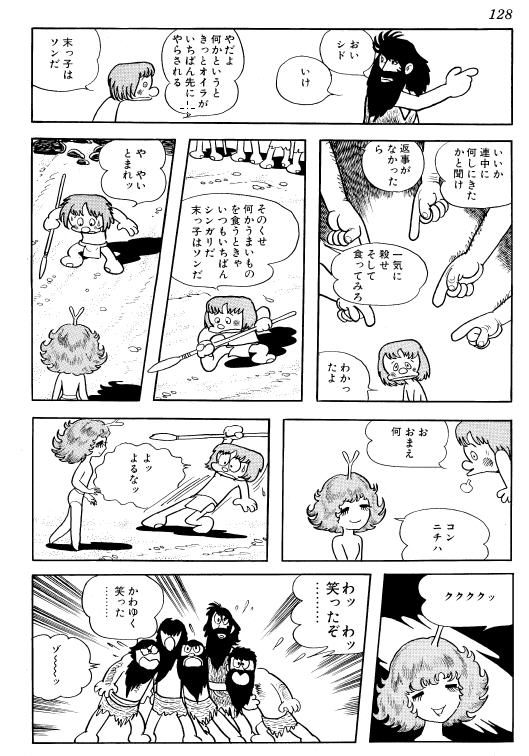 128
おい
シド
いけ
やだよ
何かというと
きっとオイラが
いちばん先に
やらされる
……!
末っ子は
ソンだ
いいか
連中に
何しにきた
かと聞け
返事が
なかった
ら
一気に
殺せ
そして
食ってみろ
わかっ
たよ
そのくせ
何かうまいもの
を食うときゃ
いつもいちばん
シンガリだ
末っ子はソンだ
や やい
とまれッ
お
おまえ
何
コン
ニチハ
よッ
よるなッ
ククククッ
わッ わッ
笑ったぞ
………
かわゆく
笑った
………
ゾーッ